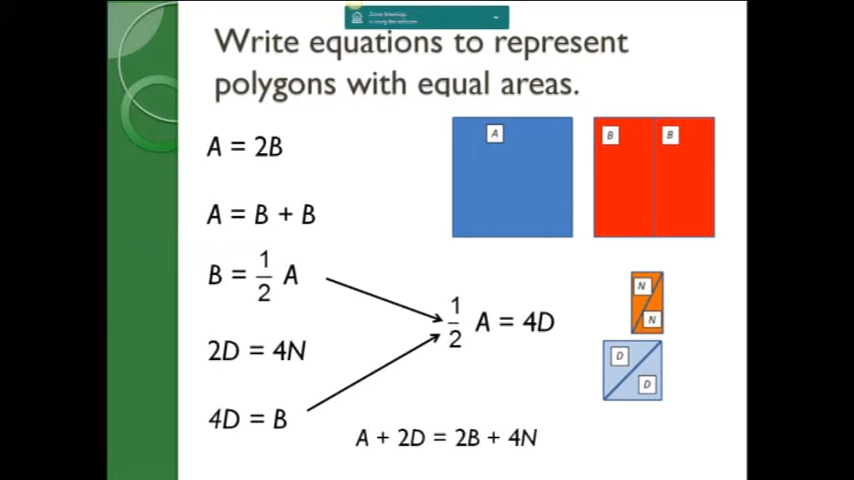 Write equations to represent
polygons with equal areas.
A = 2B
A
B
B
A = B + B
B = 1/2 A
1/2 A = 4D
N
N
2D = 4N
D
D
4D = B
A + 2D = 2B + 4N